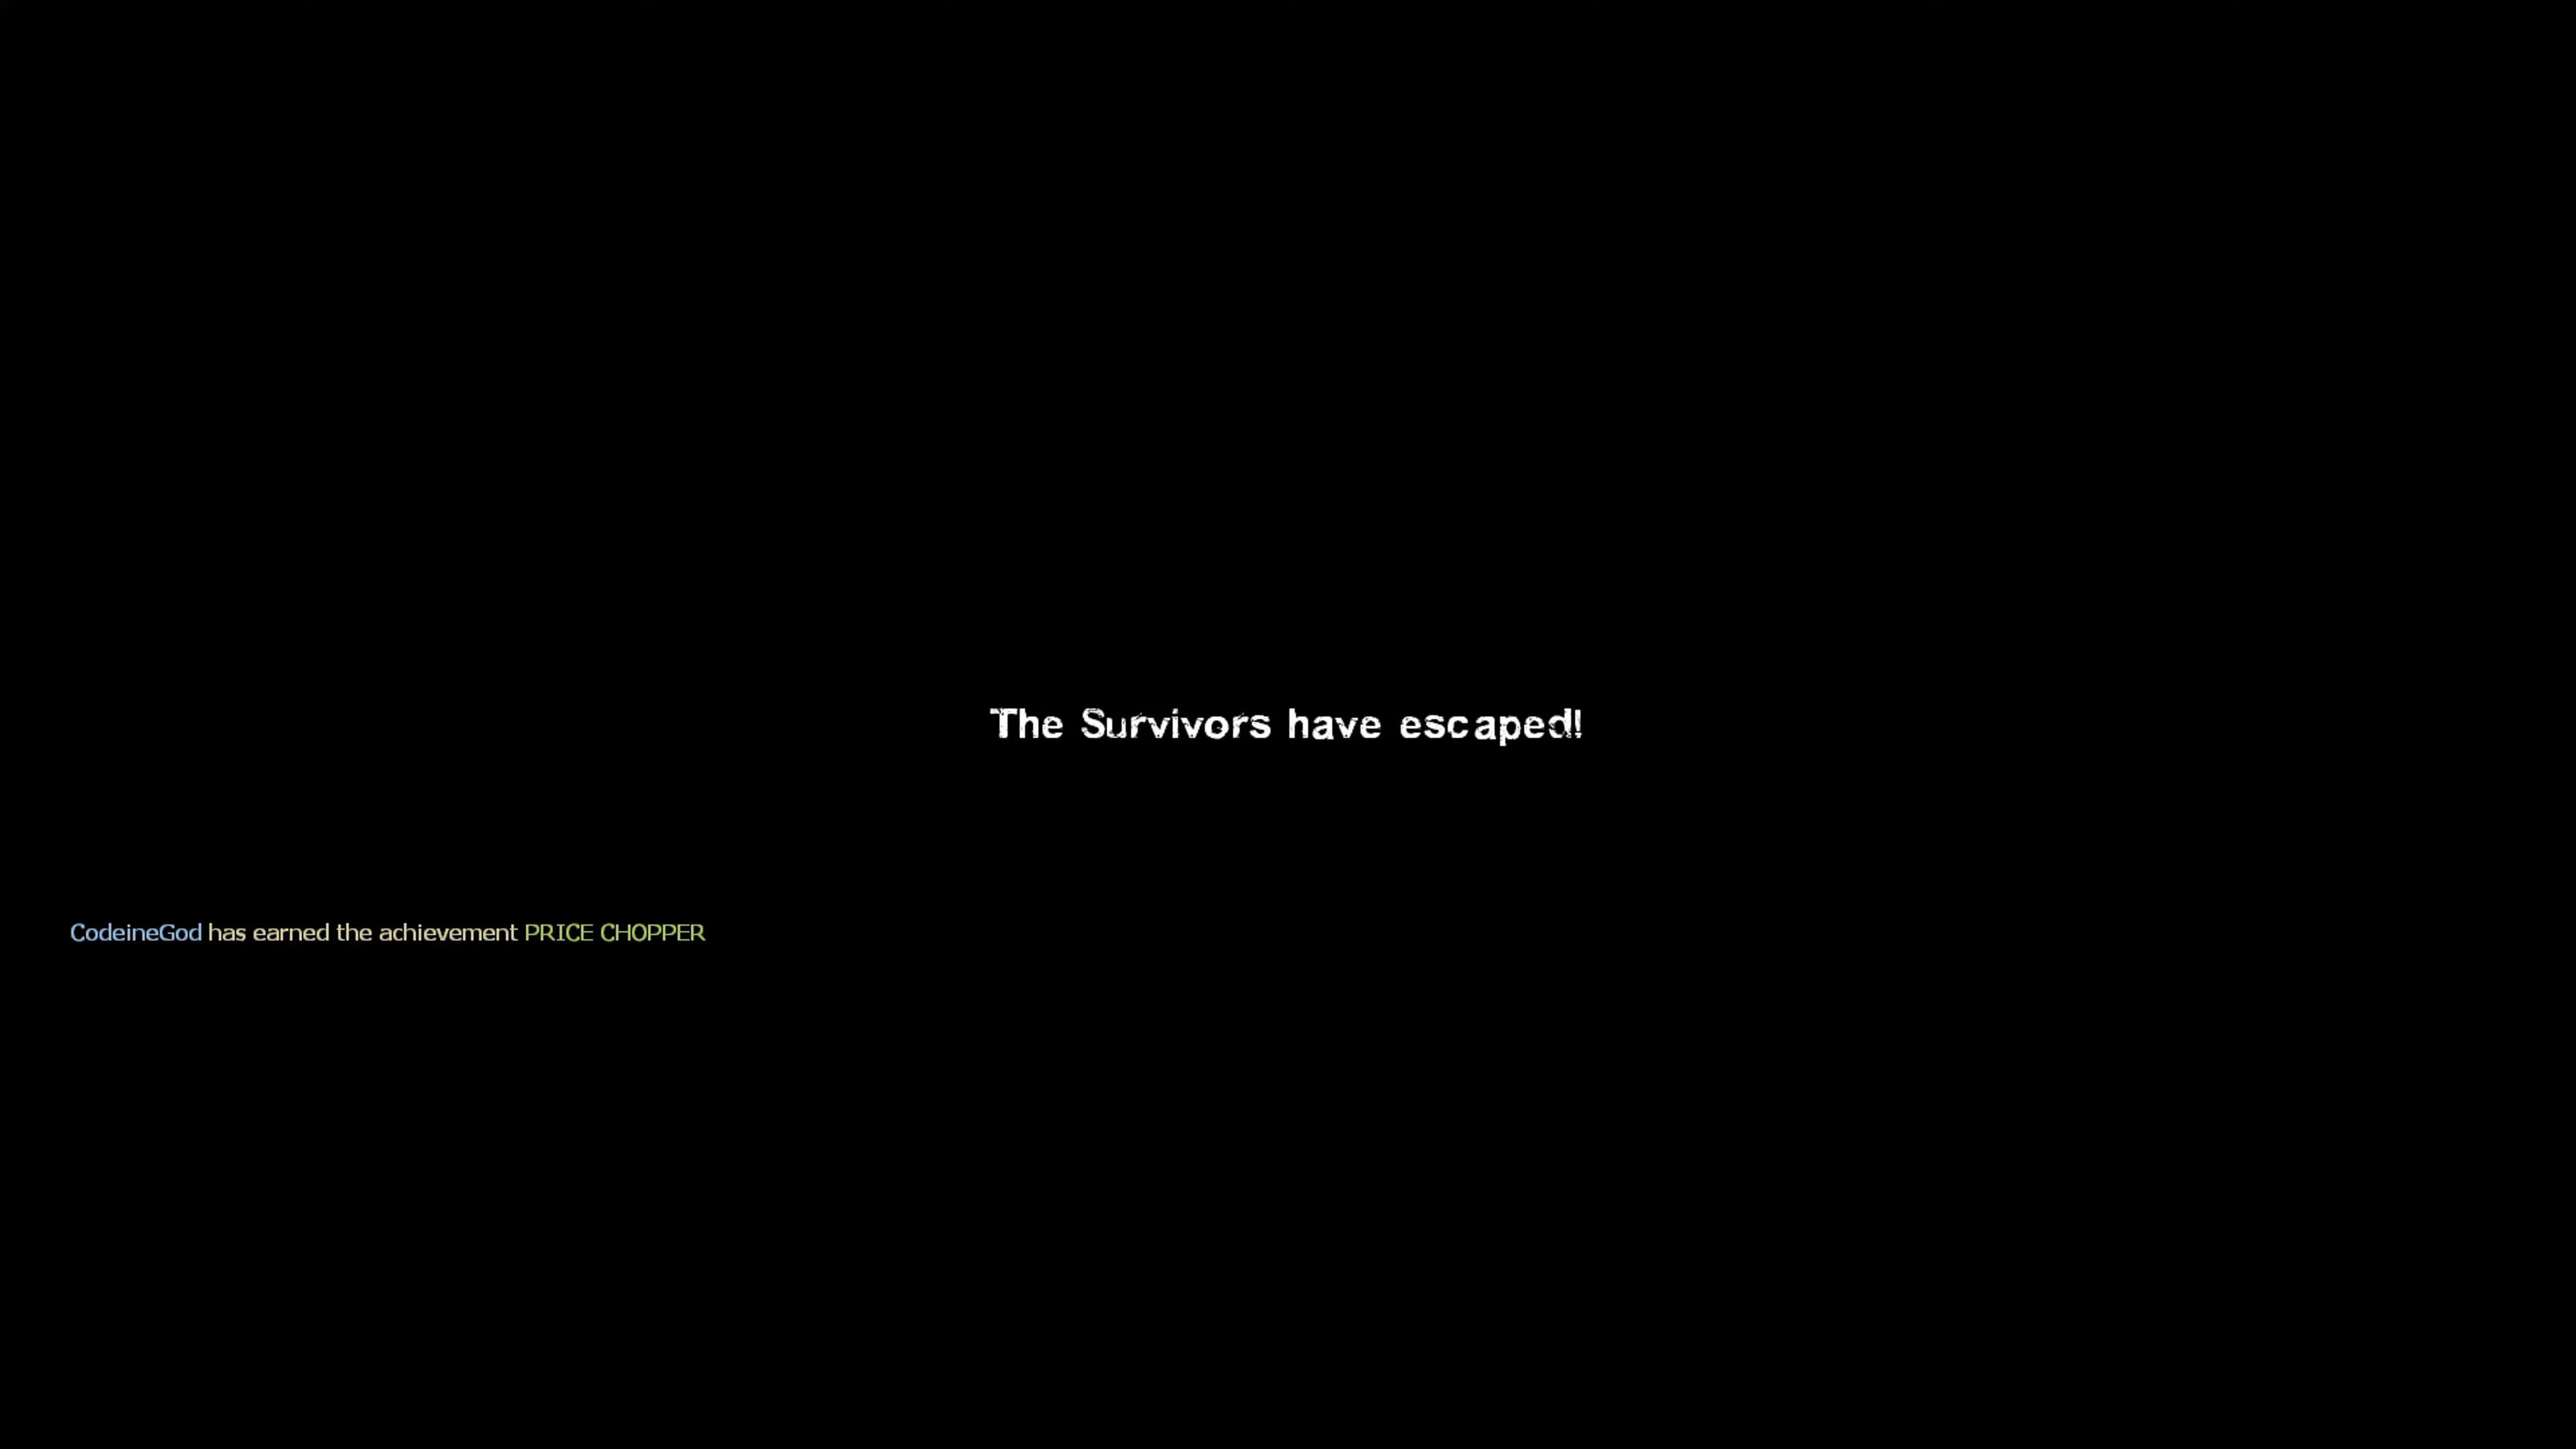 The Survivors have escaped!
CodeineGod has earned the achievement PRICE CHOPPER